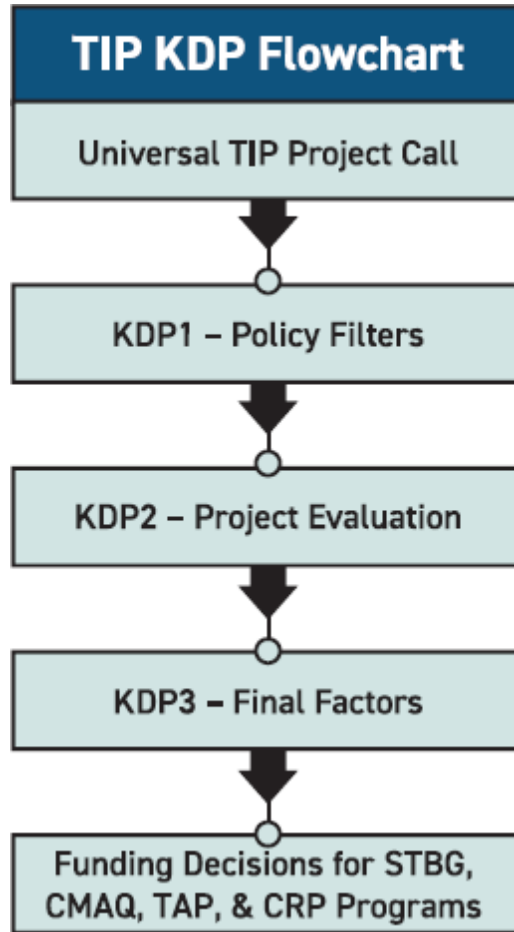 TIP KDP Flowchart
Universal TIP Project Call
KDP1 – Policy Filters
KDP2 – Project Evaluation
KDP3 – Final Factors
Funding Decisions for STBG,
CMAQ, TAP, & CRP Programs